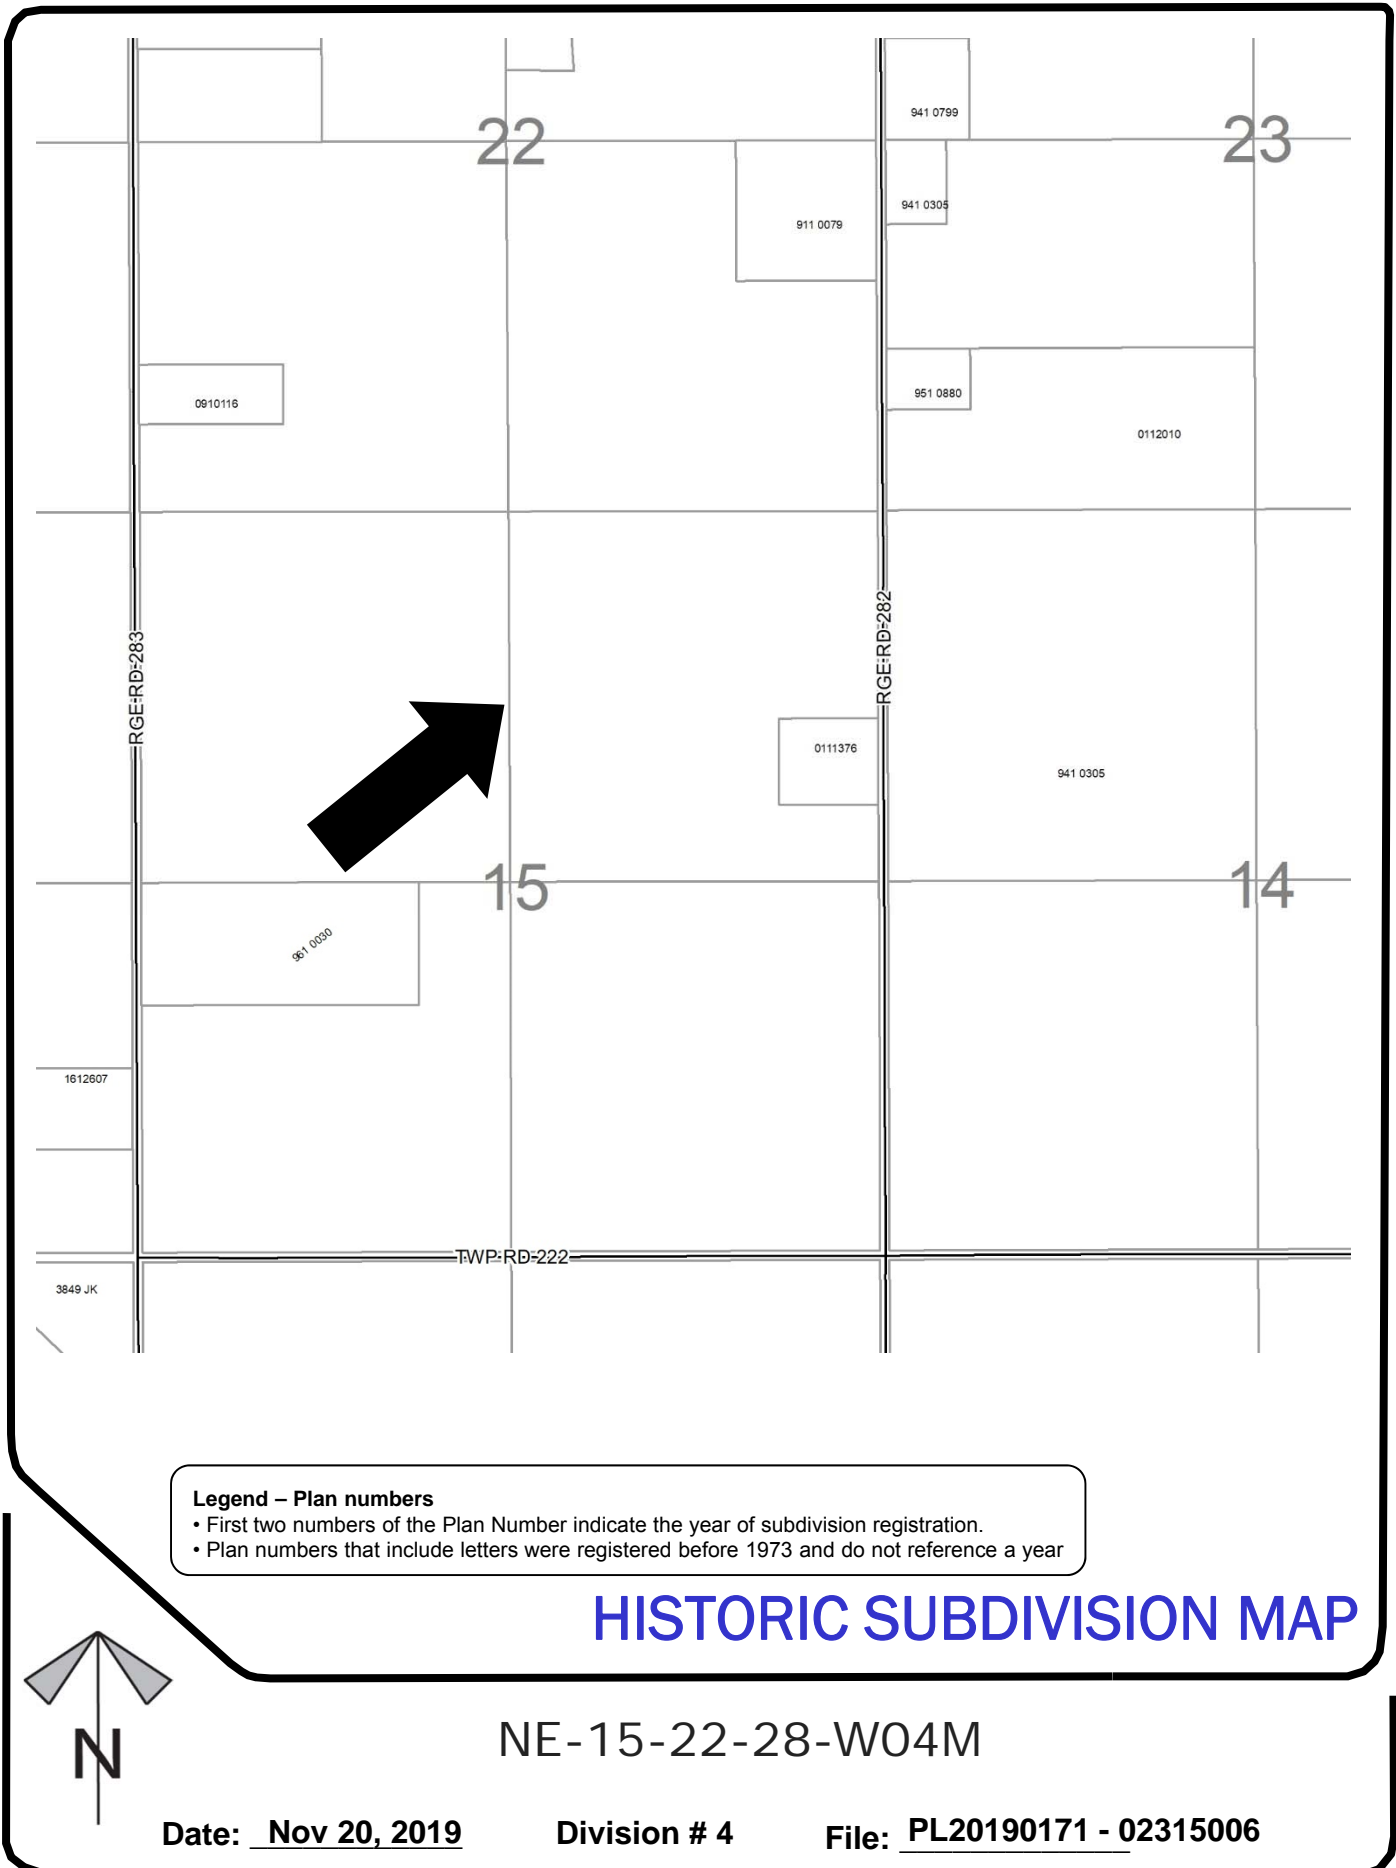 941 0799
22
23
941 0305
911 0079
951 0880
0910116
0112010
RGE RD 283
RGE RD 282
0111376
941 0305
15
14
961 0030
1612607
TWP RD 222
3849 JK
Legend – Plan numbers
• First two numbers of the Plan Number indicate the year of subdivision registration.
• Plan numbers that include letters were registered before 1973 and do not reference a year
HISTORIC SUBDIVISION MAP
N
NE-15-22-28-W04M
Date: Nov 20, 2019 Division # 4 File: PL20190171 - 02315006